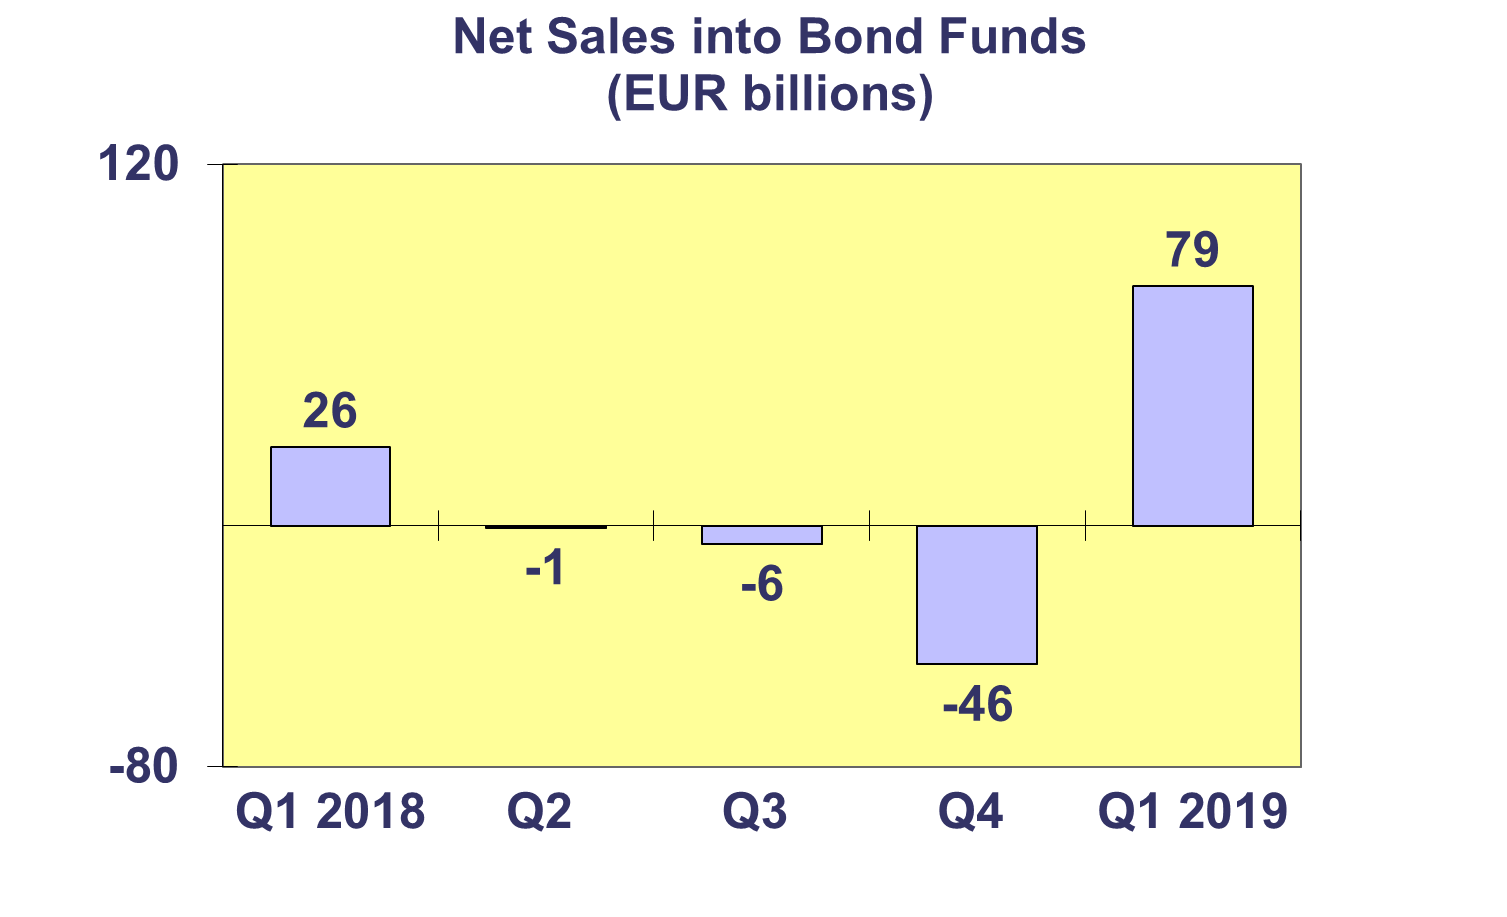 Net Sales into Bond Funds
(EUR billions)
120
79
26
-1
-6
-46
-80
Q1 2018 Q2 Q3 Q4 Q1 2019